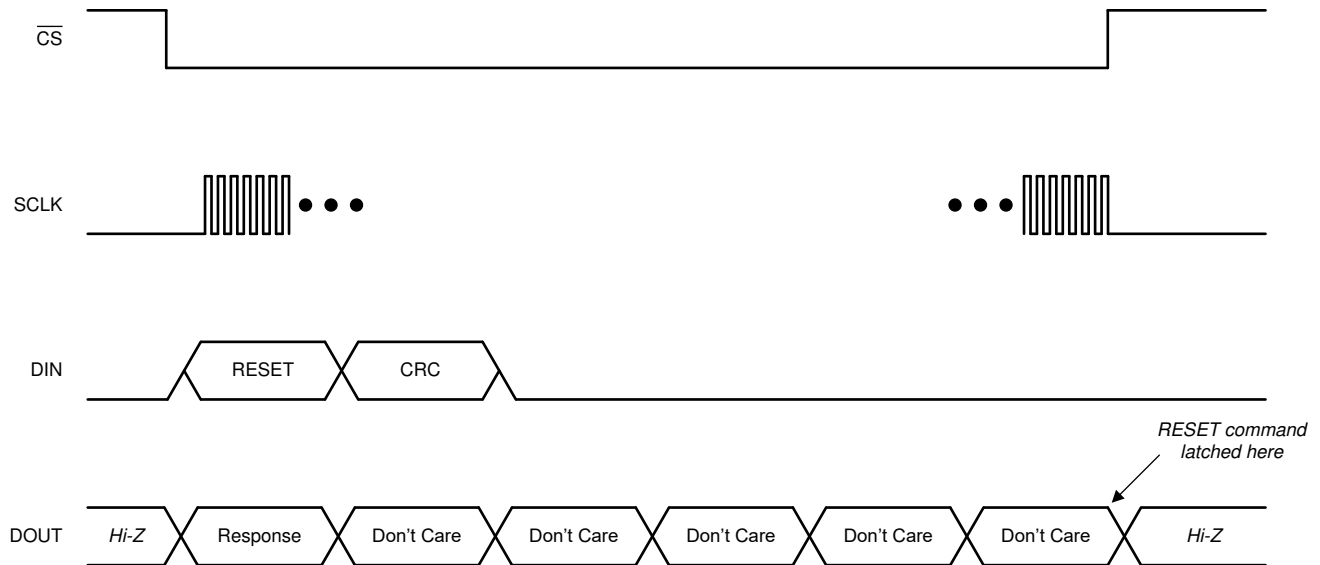 C̅S̅
SCLK
DIN
RESET
CRC
RESET command
latched here
DOUT
Hi-Z
Response
Don't Care
Don't Care
Don't Care
Don't Care
Don't Care
Hi-Z